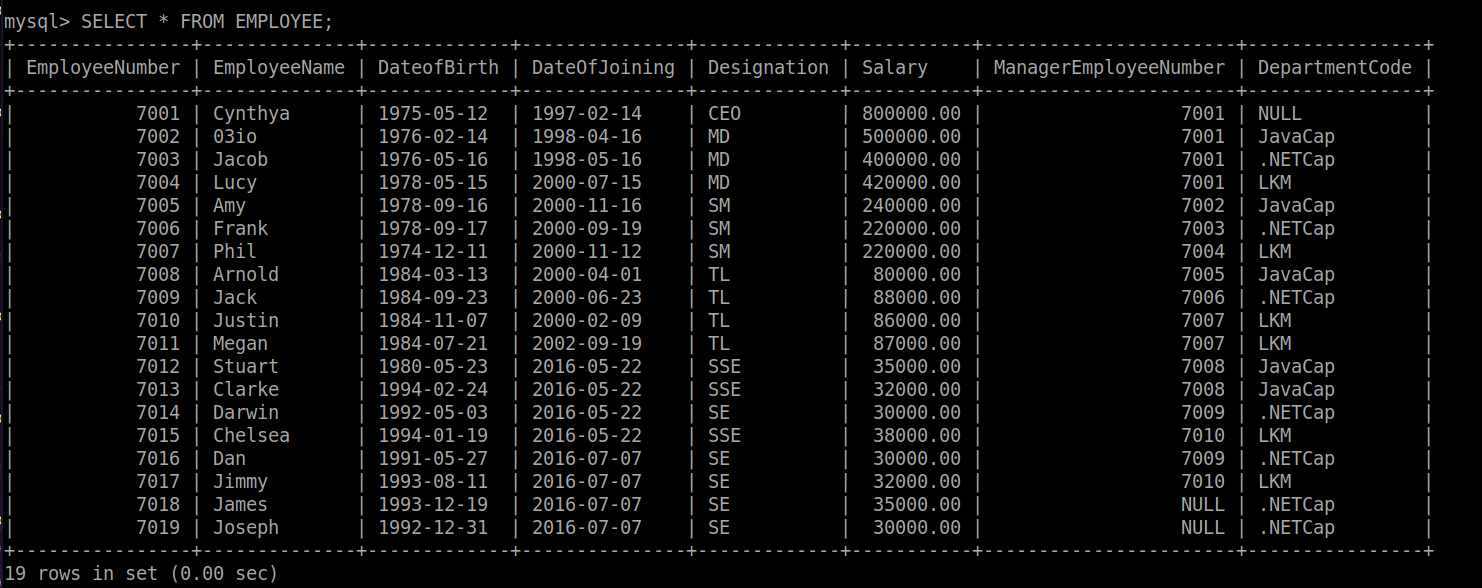 mysql> SELECT * FROM EMPLOYEE;
+----------------+--------------+-------------+---------------+-------------+-----------+-----------------------+----------------+
| EmployeeNumber | EmployeeName | DateofBirth | DateOfJoining | Designation | Salary    | ManagerEmployeeNumber | DepartmentCode |
+----------------+--------------+-------------+---------------+-------------+-----------+-----------------------+----------------+
|           7001 | Cynthya      | 1975-05-12  | 1997-02-14    | CEO         | 800000.00 |                  7001 | NULL           |
|           7002 | 03io         | 1976-02-14  | 1998-04-16    | MD          | 500000.00 |                  7001 | JavaCap        |
|           7003 | Jacob        | 1976-05-16  | 1998-05-16    | MD          | 400000.00 |                  7001 | .NETCap        |
|           7004 | Lucy         | 1978-05-15  | 2000-07-15    | MD          | 420000.00 |                  7001 | LKM            |
|           7005 | Amy          | 1978-09-16  | 2000-11-16    | SM          | 240000.00 |                  7002 | JavaCap        |
|           7006 | Frank        | 1978-09-17  | 2000-09-19    | SM          | 220000.00 |                  7003 | .NETCap        |
|           7007 | Phil         | 1974-12-11  | 2000-11-12    | SM          | 220000.00 |                  7004 | LKM            |
|           7008 | Arnold       | 1984-03-13  | 2000-04-01    | TL          |  80000.00 |                  7005 | JavaCap        |
|           7009 | Jack         | 1984-09-23  | 2000-06-23    | TL          |  88000.00 |                  7006 | .NETCap        |
|           7010 | Justin       | 1984-11-07  | 2000-02-09    | TL          |  86000.00 |                  7007 | LKM            |
|           7011 | Megan        | 1984-07-21  | 2002-09-19    | TL          |  87000.00 |                  7007 | LKM            |
|           7012 | Stuart       | 1980-05-23  | 2016-05-22    | SSE         |  35000.00 |                  7008 | JavaCap        |
|           7013 | Clarke       | 1994-02-24  | 2016-05-22    | SSE         |  32000.00 |                  7008 | JavaCap        |
|           7014 | Darwin       | 1992-05-03  | 2016-05-22    | SE          |  30000.00 |                  7009 | .NETCap        |
|           7015 | Chelsea      | 1994-01-19  | 2016-05-22    | SSE         |  38000.00 |                  7010 | LKM            |
|           7016 | Dan          | 1991-05-27  | 2016-07-07    | SE          |  30000.00 |                  7009 | .NETCap        |
|           7017 | Jimmy        | 1993-08-11  | 2016-07-07    | SE          |  32000.00 |                  7010 | LKM            |
|           7018 | James        | 1993-12-19  | 2016-07-07    | SE          |  35000.00 |                  NULL | .NETCap        |
|           7019 | Joseph       | 1992-12-31  | 2016-07-07    | SE          |  30000.00 |                  NULL | .NETCap        |
+----------------+--------------+-------------+---------------+-------------+-----------+-----------------------+----------------+
19 rows in set (0.00 sec)